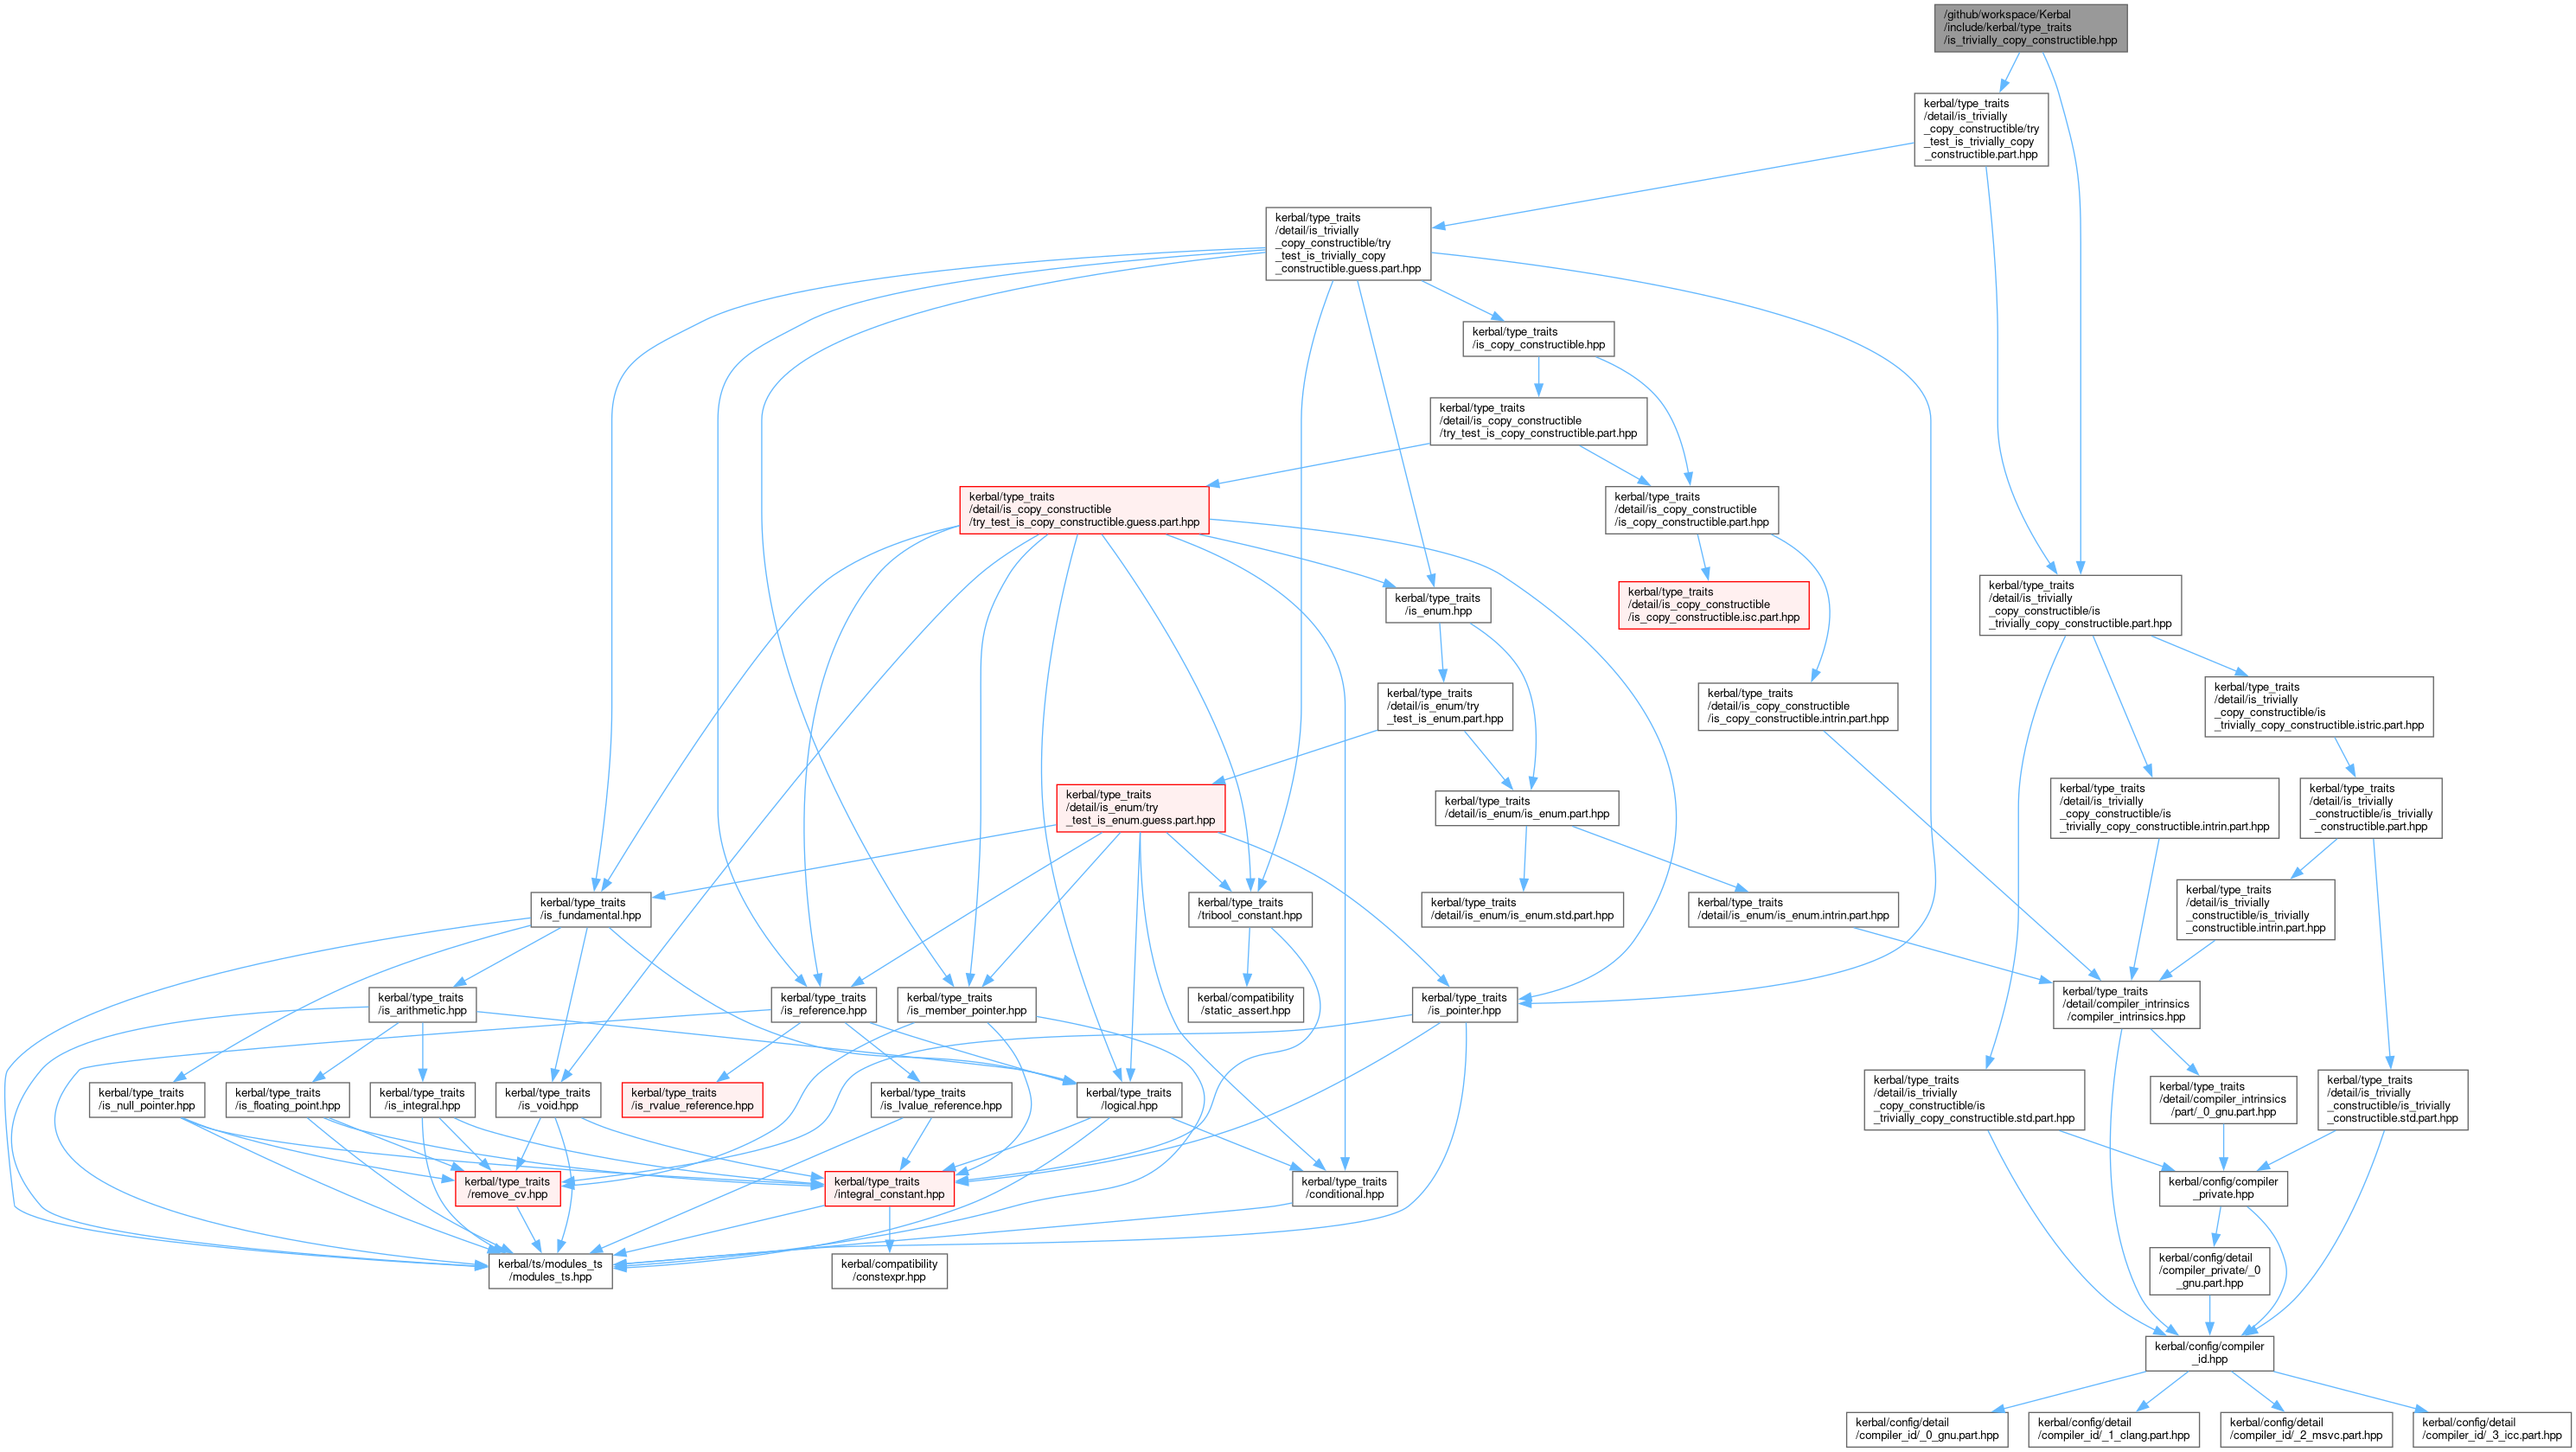 /github/workspace/Kerbal
/include/kerbal/type_traits
/is_trivially_copy_constructible.hpp
kerbal/type_traits
/detail/is_trivially
_copy_constructible/try
_test_is_trivially_copy
_constructible.part.hpp
kerbal/type_traits
/detail/is_trivially
_copy_constructible/try
_test_is_trivially_copy
_constructible.guess.part.hpp
kerbal/type_traits
/is_copy_constructible.hpp
kerbal/type_traits
/detail/is_copy_constructible
/try_test_is_copy_constructible.part.hpp
kerbal/type_traits
/detail/is_copy_constructible
/try_test_is_copy_constructible.guess.part.hpp
kerbal/type_traits
/detail/is_copy_constructible
/is_copy_constructible.part.hpp
kerbal/type_traits
/is_enum.hpp
kerbal/type_traits
/detail/is_copy_constructible
/is_copy_constructible.isc.part.hpp
kerbal/type_traits
/detail/is_trivially
_copy_constructible/is
_trivially_copy_constructible.part.hpp
kerbal/type_traits
/detail/is_enum/try
_test_is_enum.part.hpp
kerbal/type_traits
/detail/is_copy_constructible
/is_copy_constructible.intrin.part.hpp
kerbal/type_traits
/detail/is_trivially
_copy_constructible/is
_trivially_copy_constructible.istric.part.hpp
kerbal/type_traits
/detail/is_enum/try
_test_is_enum.guess.part.hpp
kerbal/type_traits
/detail/is_enum/is_enum.part.hpp
kerbal/type_traits
/detail/is_trivially
_copy_constructible/is
_trivially_copy_constructible.intrin.part.hpp
kerbal/type_traits
/detail/is_trivially
_constructible/is_trivially
_constructible.part.hpp
kerbal/type_traits
/is_fundamental.hpp
kerbal/type_traits
/tribool_constant.hpp
kerbal/type_traits
/detail/is_enum/is_enum.std.part.hpp
kerbal/type_traits
/detail/is_enum/is_enum.intrin.part.hpp
kerbal/type_traits
/detail/is_trivially
_constructible/is_trivially
_constructible.intrin.part.hpp
kerbal/type_traits
/is_arithmetic.hpp
kerbal/type_traits
/is_reference.hpp
kerbal/type_traits
/is_member_pointer.hpp
kerbal/compatibility
/static_assert.hpp
kerbal/type_traits
/is_pointer.hpp
kerbal/type_traits
/detail/compiler_intrinsics
/compiler_intrinsics.hpp
kerbal/type_traits
/is_null_pointer.hpp
kerbal/type_traits
/is_floating_point.hpp
kerbal/type_traits
/is_integral.hpp
kerbal/type_traits
/is_void.hpp
kerbal/type_traits
/is_rvalue_reference.hpp
kerbal/type_traits
/is_lvalue_reference.hpp
kerbal/type_traits
/logical.hpp
kerbal/type_traits
/detail/is_trivially
_copy_constructible/is
_trivially_copy_constructible.std.part.hpp
kerbal/type_traits
/detail/compiler_intrinsics
/part/_0_gnu.part.hpp
kerbal/type_traits
/detail/is_trivially
_constructible/is_trivially
_constructible.std.part.hpp
kerbal/type_traits
/remove_cv.hpp
kerbal/type_traits
/integral_constant.hpp
kerbal/type_traits
/conditional.hpp
kerbal/config/compiler
_private.hpp
kerbal/ts/modules_ts
/modules_ts.hpp
kerbal/compatibility
/constexpr.hpp
kerbal/config/detail
/compiler_private/_0
_gnu.part.hpp
kerbal/config/compiler
_id.hpp
kerbal/config/detail
/compiler_id/_0_gnu.part.hpp
kerbal/config/detail
/compiler_id/_1_clang.part.hpp
kerbal/config/detail
/compiler_id/_2_msvc.part.hpp
kerbal/config/detail
/compiler_id/_3_icc.part.hpp